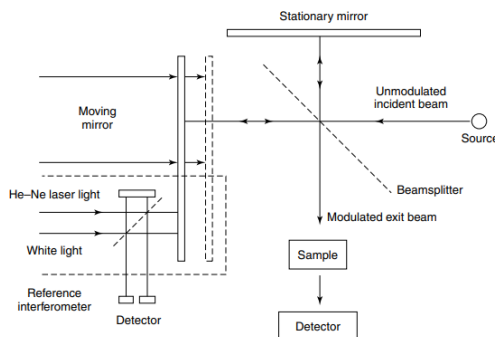 Stationary mirror
Unmodulated
incident beam
Moving
mirror
Source
He–Ne laser light
Beamsplitter
Modulated exit beam
White light
Sample
Reference
interferometer
Detector
Detector